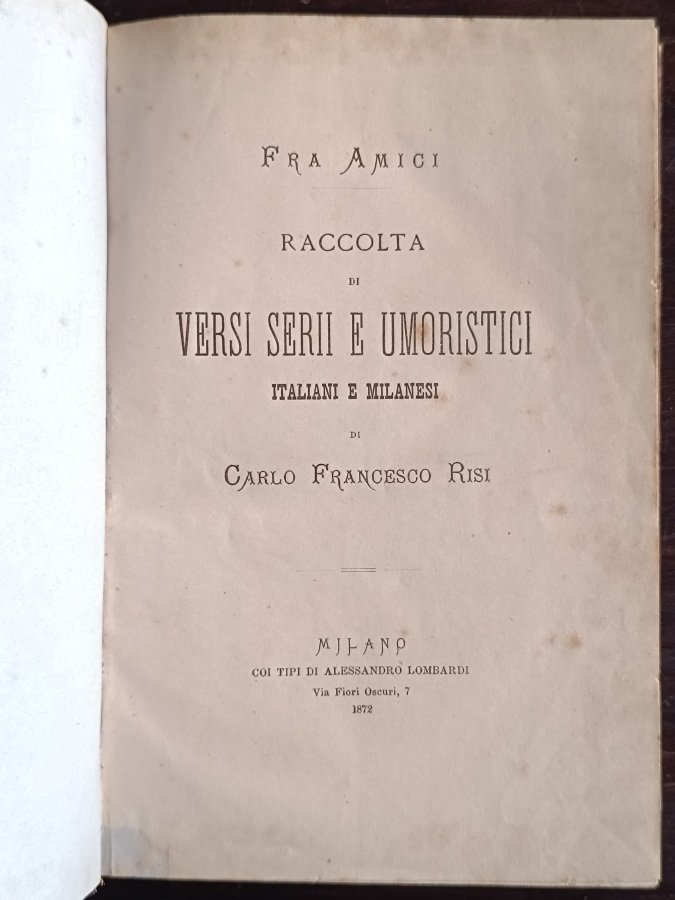 FRA AMICI
RACCOLTA
DI
VERSI SERII E UMORISTICI
ITALIANI E MILANESI
DI
CARLO FRANCESCO RISI
MILANO
COI TIPI DI ALESSANDRO LOMBARDI
Via Fiori Oscuri, 7
1872